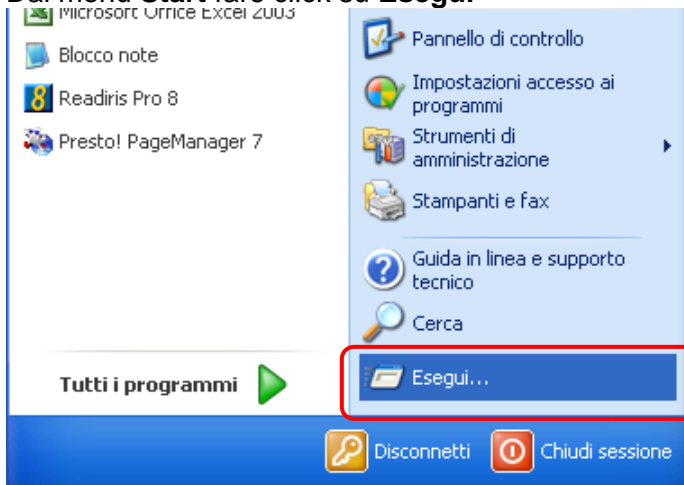 Dal menu Start fare click su Esegui
Microsoft Office Excel 2003
Blocco note
Readiris Pro 8
Presto! PageManager 7
Tutti i programmi
Pannello di controllo
Impostazioni accesso ai
programmi
Strumenti di
amministrazione
Stampanti e fax
Guida in linea e supporto
tecnico
Cerca
Esegui...
Disconnetti
Chiudi sessione